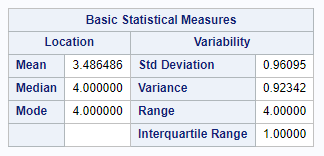 Basic Statistical Measures
Location Variability
Mean 3.486486 Std Deviation 0.96095
Median 4.000000 Variance 0.92342
Mode 4.000000 Range 4.00000
Interquartile Range 1.00000